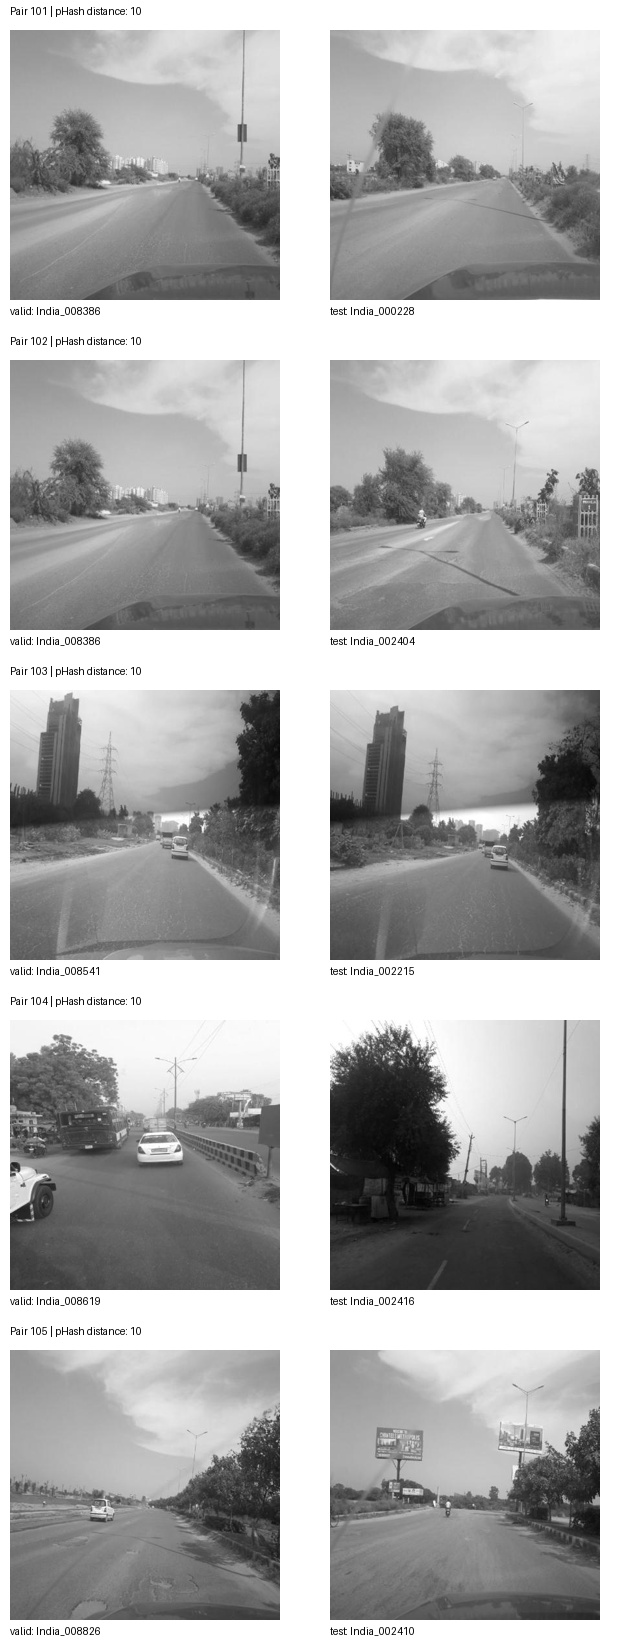 Pair 101 | pHash distance: 10
valid: India_008386
test: India_000228
Pair 102 | pHash distance: 10
valid: India_008386
test: India_002404
Pair 103 | pHash distance: 10
valid: India_008541
test: India_002215
Pair 104 | pHash distance: 10
valid: India_008619
test: India_002416
Pair 105 | pHash distance: 10
valid: India_008826
test: India_002410